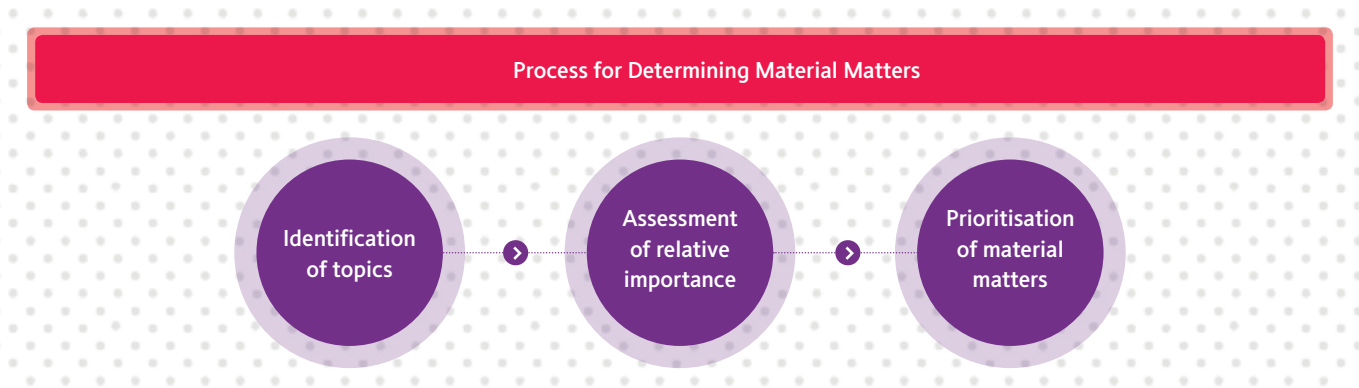 Process for Determining Material Matters
Identification
of topics
Assessment
of relative
importance
Prioritisation
of material
matters